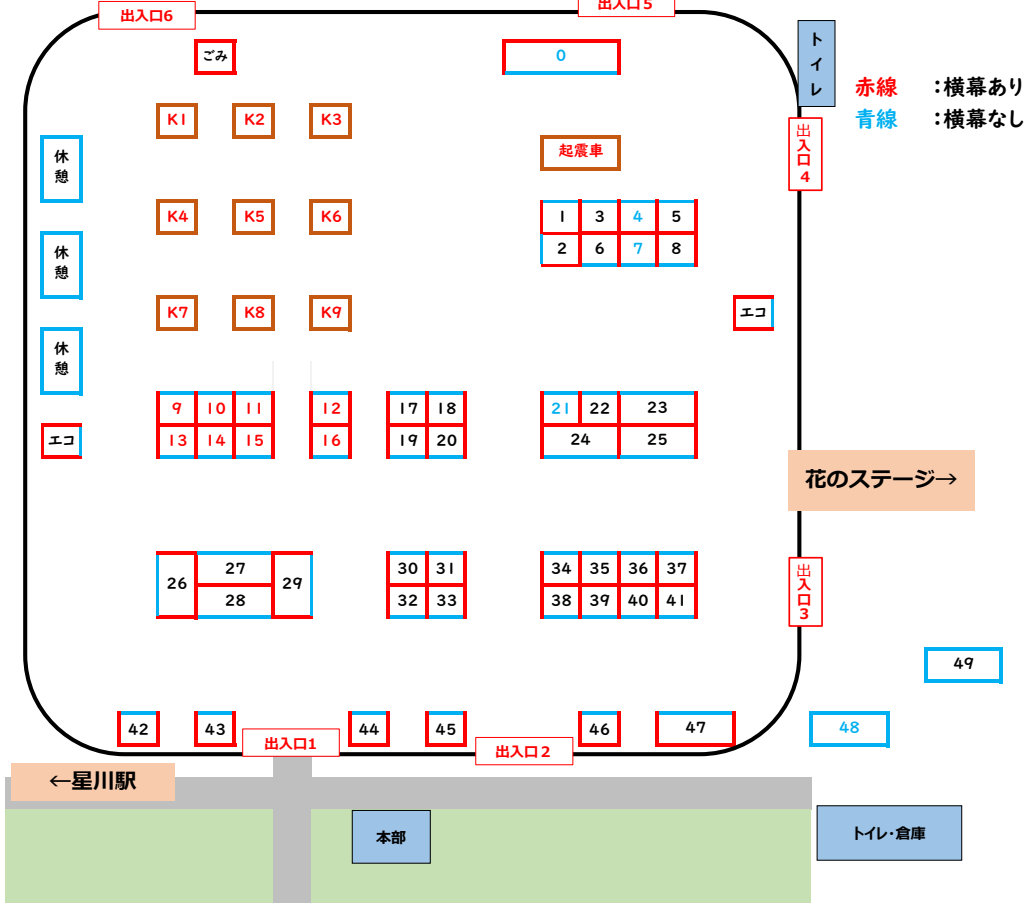 出入口6
出入口5
ごみ
0
トイレ
赤線 :横幕あり
青線 :横幕なし
K1 K2 K3
起震車
出入口4
休憩
K4 K5 K6
1 3 4 5
2 6 7 8
休憩
K7 K8 K9
エコ
休憩
9 10 11 12 17 18 21 22 23
エコ
13 14 15 16 19 20 24 25
花のステージ→
26 27 29 30 31 34 35 36 37
28 32 33 38 39 40 41
出入口3
49
42 43 44 45 46 47 48
出入口1
出入口2
←星川駅
本部
トイレ・倉庫